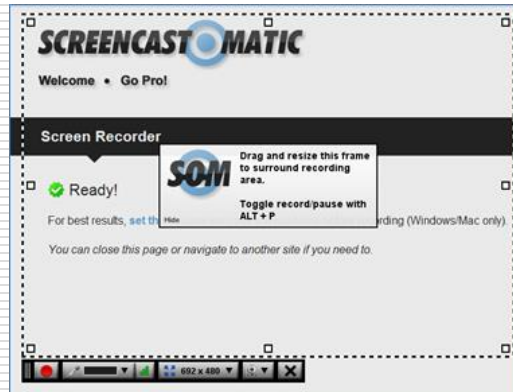 SCREENCAST MATIC
Welcome • Go Pro!
Screen Recorder
SOM
Drag and resize this frame
to surround recording
area.
Toggle record/pause with
ALT + P
Hide
Ready!
For best results, set th rding (Windows/Mac only).
You can close this page or navigate to another site if you need to.
692 x 480